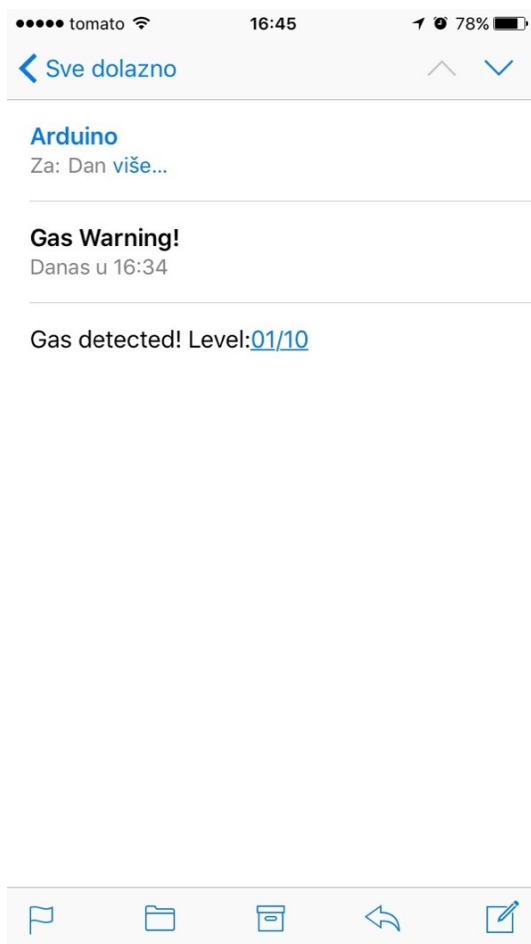 tomato 16:45 78%
Sve dolazno
Arduino
Za: Dan više...
Gas Warning!
Danas u 16:34
Gas detected! Level:01/10